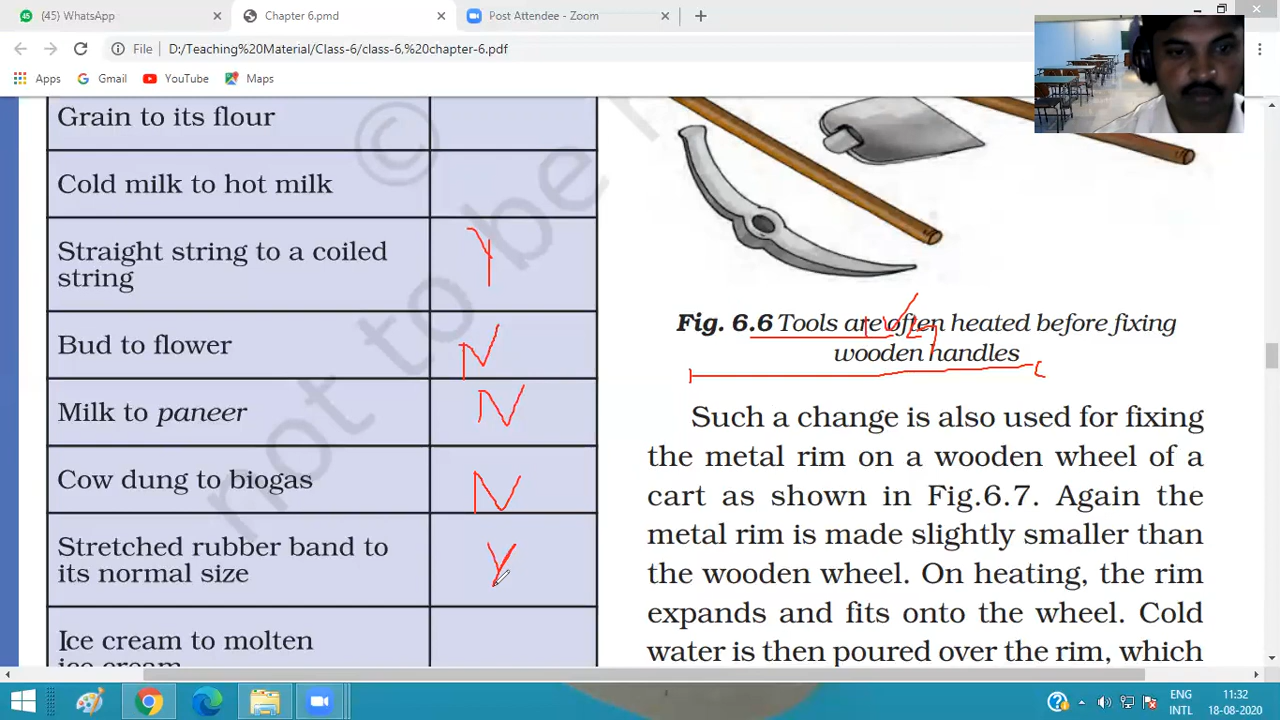 (45) WhatsApp
Chapter 6.pmd
Post Attendee - Zoom
File
D:/Teaching%20Material/Class-6/class-6.%20chapter-6.pdf
Apps
Gmail
YouTube
Maps
Grain to its flour
Cold milk to hot milk
Straight string to a coiled
string
Y
Bud to flower
N
Milk to paneer
N
Cow dung to biogas
N
Stretched rubber band to
its normal size
Y
Ice cream to molten
© not to be
Fig. 6.6 Tools are often heated before fixing
wooden handles
Such a change is also used for fixing
the metal rim on a wooden wheel of a
cart as shown in Fig.6.7. Again the
metal rim is made slightly smaller than
the wooden wheel. On heating, the rim
expands and fits onto the wheel. Cold
water is then poured over the rim, which
ENG
INTL
11:32
18-08-2020